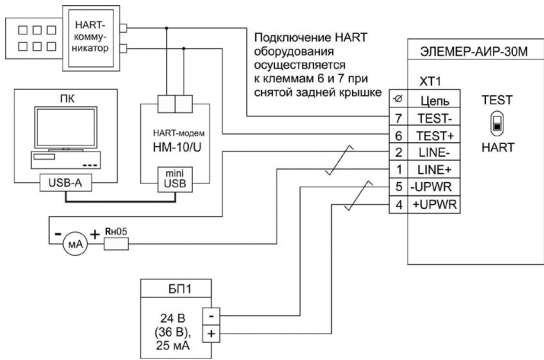 HART-
комму-
никатор
Подключение HART
оборудования
осуществляется
к клеммам 6 и 7 при
снятой задней крышке
ЭЛЕМЕР-АИР-30М
ХТ1
Цепь
7 TEST-
6 TEST+
2 LINE-
1 LINE+
5 -UPWR
4 +UPWR
TEST
HART
ПК
USB-A
HART-модем
НМ-10/U
mini
USB
- мА +
Rн05
БП1
24 В
(36 В),
25 мА
-
+